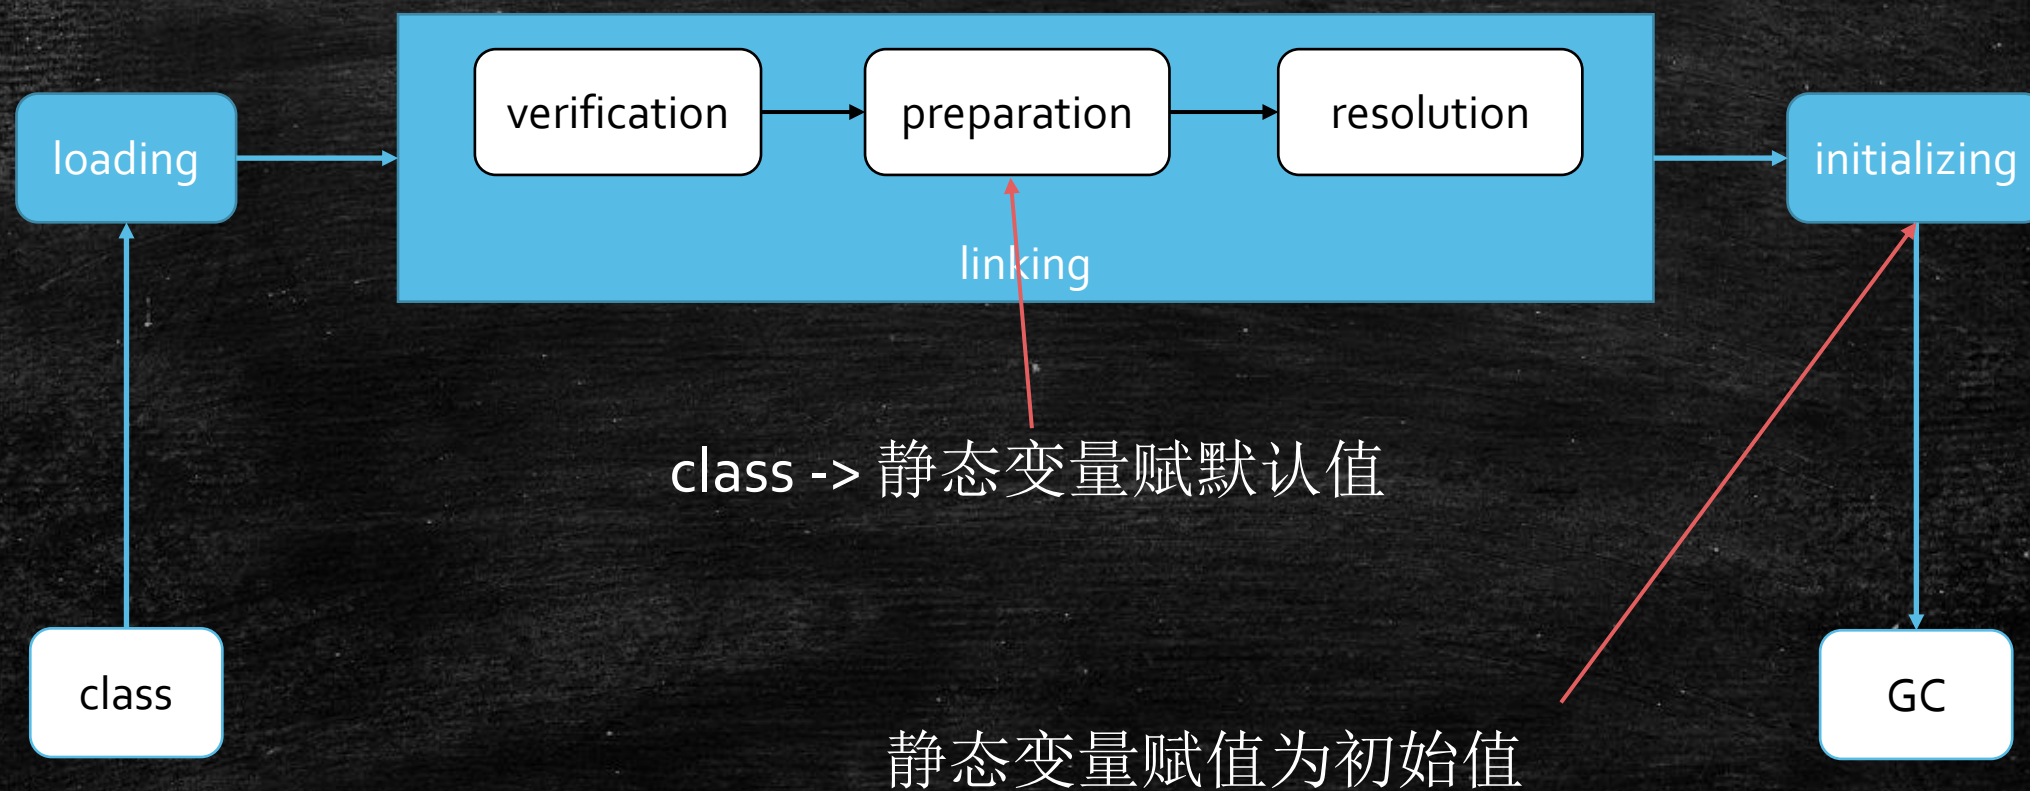 verification
preparation
resolution
loading
initializing
linking
class -> 静态变量赋默认值
class
GC
静态变量赋值为初始值